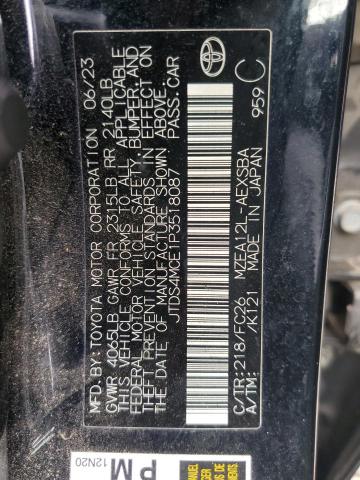 MFD. BY: TOYOTA MOTOR CORPORATION 06/23
GVWR 4065LB GAWR FR 2315LB RR 2140LB
THIS VEHICLE CONFORMS TO ALL APPLICABLE
FEDERAL MOTOR VEHICLE SAFETY, BUMPER, AND
THEFT PREVENTION STANDARDS IN EFFECT ON
THE DATE OF MANUFACTURE SHOWN ABOVE.
JTDS4MCE1P3518087 PASS.CAR
959 C
C/TR:218/FC26 MZEA12L-AEXSBA
A/TM: /K121 MADE IN JAPAN
12N20
PM